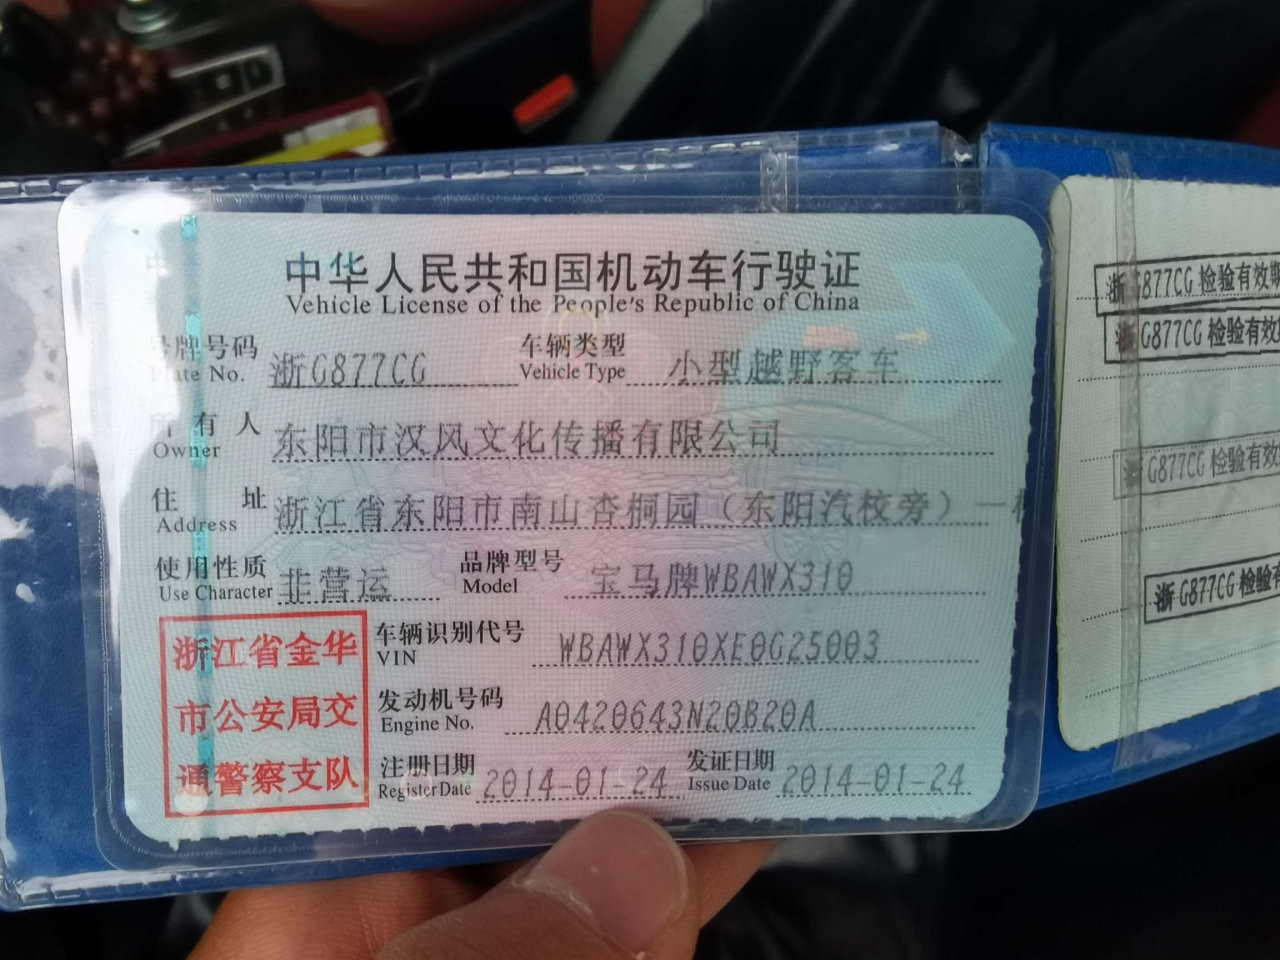 中华人民共和国机动车行驶证
Vehicle License of the People's Republic of China
号牌号码 浙G877CG 车辆类型 小型越野客车
Plate No. Vehicle Type
所有人 东阳市汉风文化传播有限公司
Owner
住址 浙江省东阳市南山杏桐园（东阳汽校旁）一
Address
使用性质 非营运 品牌型号 宝马牌WBAWX310
Use Character Model
浙江省金华
市公安局交
通警察支队
车辆识别代号 WBAWX310XE0G25003
VIN
发动机号码 A0420643N20B20A
Engine No.
注册日期 2014-01-24 发证日期 2014-01-24
Register Date Issue Date
浙G877CG 检验有效期
浙G877CG 检验有效
浙G877CG 检验有效
浙G877CG 检验有